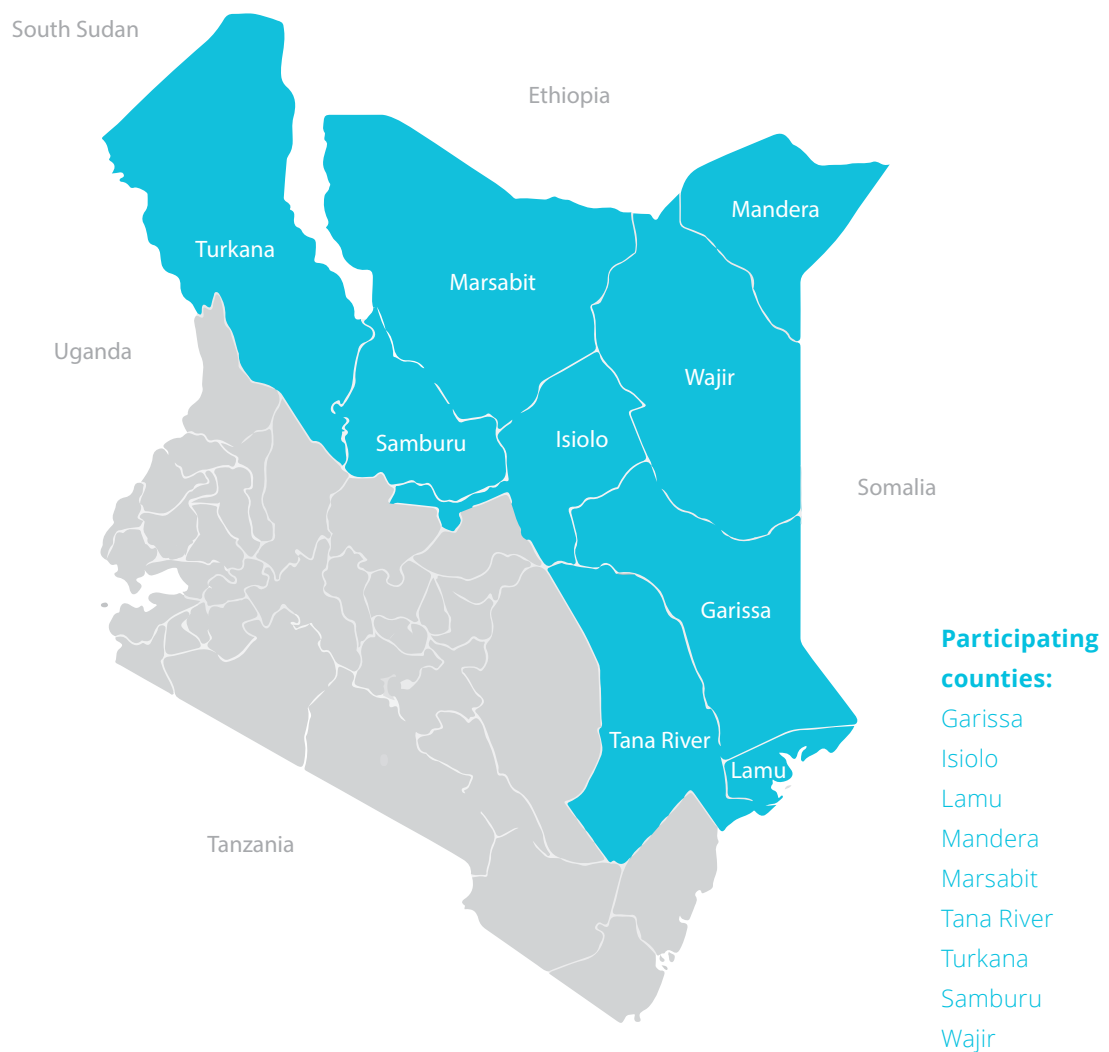 South Sudan
Ethiopia
Mandera
Turkana
Marsabit
Uganda
Wajir
Samburu
Isiolo
Somalia
Garissa
Tana River
Lamu
Tanzania
Participating
counties:
Garissa
Isiolo
Lamu
Mandera
Marsabit
Tana River
Turkana
Samburu
Wajir